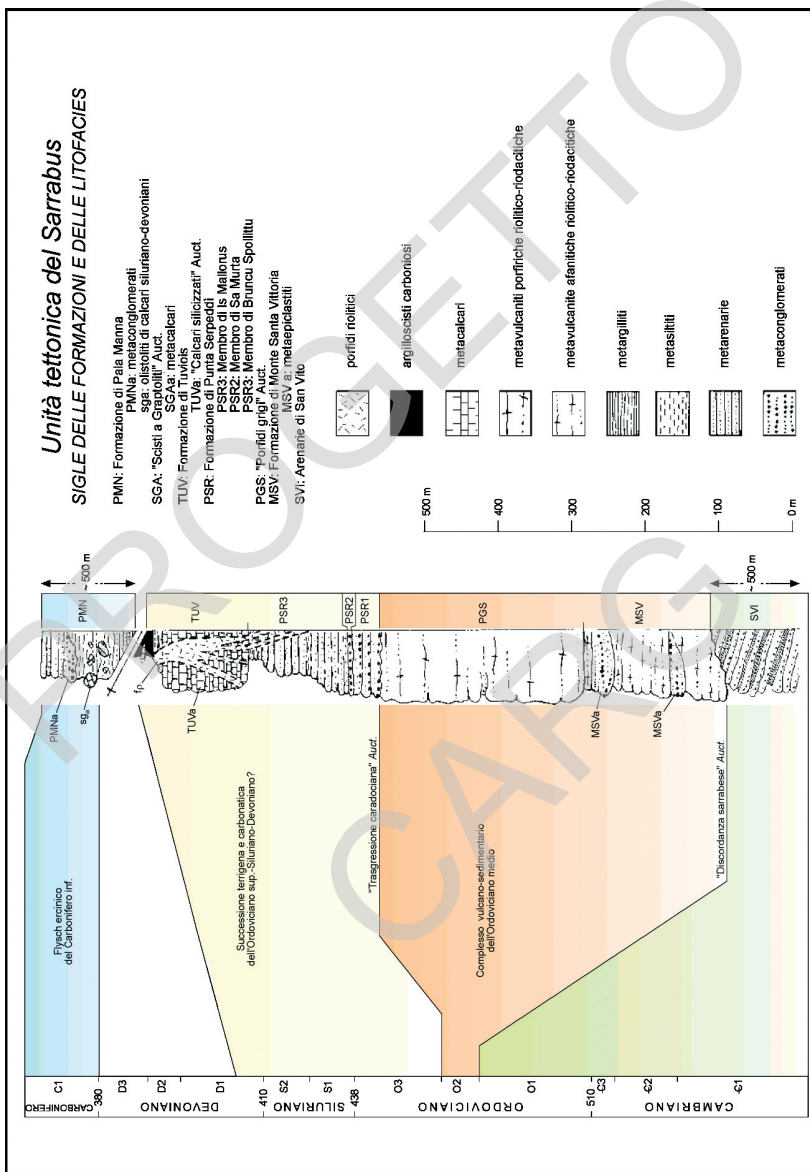 Unità tettonica del Sarrabus
SIGLE DELLE FORMAZIONI E DELLE LITOFACIES
PMN: Formazione di Pala Manna
PMNa: metaconglomerati
sga: olistoliti di calcari siluriano-devoniani
SGA: "Scisti a Graptoliti" Auct.
SGAa: metacalcari
TUV: Formazione di Tuviois
TUVa: "Calcari silicizzati" Auct.
PSR: Formazione di Punta Serpeddì
PSR3: Membro di Is Mallorus
PSR2: Membro di Sa Murta
PSR3: Membro di Bruncu Spollittu
PGS: "Porfidi grigi" Auct.
MSV: Formazione di Monte Santa Vittoria
MSV a: metaepiclastiti
SVI: Arenarie di San Vito
porfidi riolitici
argilloscisti carboniosi
metacalcari
metavulcaniti porfiriche riolitico-riodacitiche
metavulcanite afanitiche riolitico-riodacitiche
metargilliti
metasiltiti
metarenarie
metaconglomerati
500 m
400
300
200
100
0 m
~ 500 m
PMN
TUV
PSR3
PSR2
PSR1
PGS
MSV
SVI
~ 500 m
PMNa
sga
fp
TUVa
MSVa
MSVa
Flysch ercinico
del Carbonifero inf.
Successione terrigena e carbonatica
dell'Ordoviciano sup.-Siluriano-Devoniano?
"Trasgressione caradociana" Auct.
Complesso vulcano-sedimentario
dell'Ordoviciano medio
"Discordanza sarrabese" Auct.
C1
D3
D2
D1
S2
S1
O3
O2
O1
Є3
Є2
Є1
380
410
438
510
CARBONIFERO
DEVONIANO
SILURIANO
ORDOVICIANO
CAMBRIANO
PROGETTO
CARG